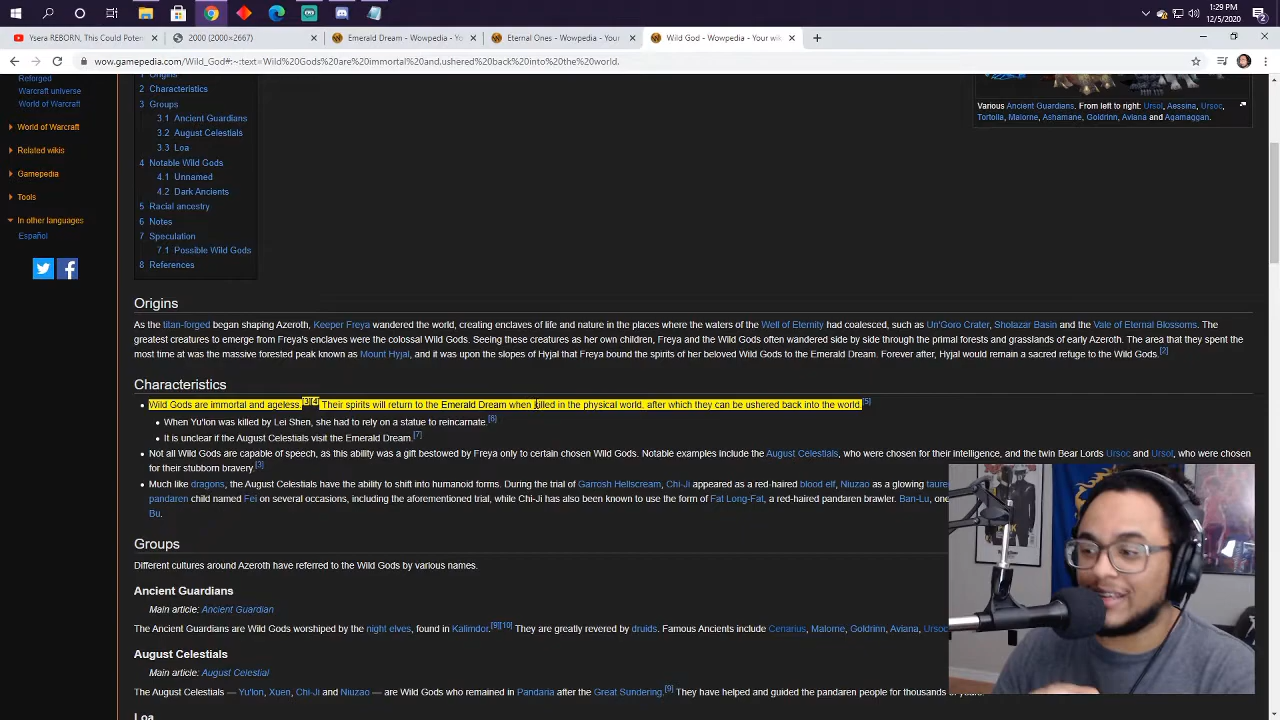 1:29 PM
12/5/2020
2
Ysera REBORN, This Could Poten
2000 (2000×2667)
Emerald Dream - Wowpedia - Yo
Eternal Ones - Wowpedia - Your
Wild God - Wowpedia - Your wi
wow.gamepedia.com/Wild_God#:~:text=Wild%20Gods%20are%20immortal%20and,ushered%20back%20into%20the%20world.
Reforged
Warcraft universe
World of Warcraft
World of Warcraft
Related wikis
Gamepedia
Tools
In other languages
Español
1 Origins
2 Characteristics
3 Groups
3.1 Ancient Guardians
3.2 August Celestials
3.3 Loa
4 Notable Wild Gods
4.1 Unnamed
4.2 Dark Ancients
5 Racial ancestry
6 Notes
7 Speculation
7.1 Possible Wild Gods
8 References
Various Ancient Guardians. From left to right: Ursol, Aessina, Ursoc,
Tortolla, Malorne, Ashamane, Goldrinn, Aviana and Agamaggan.
Origins
As the titan-forged began shaping Azeroth, Keeper Freya wandered the world, creating enclaves of life and nature in the places where the waters of the Well of Eternity had coalesced, such as Un'Goro Crater, Sholazar Basin and the Vale of Eternal Blossoms. The
greatest creatures to emerge from Freya's enclaves were the colossal Wild Gods. Seeing these creatures as her own children, Freya and the Wild Gods often wandered side by side through the primal forests and grasslands of early Azeroth. The area that they spent the
most time at was the massive forested peak known as Mount Hyjal, and it was upon the slopes of Hyjal that Freya bound the spirits of her beloved Wild Gods to the Emerald Dream. Forever after, Hyjal would remain a sacred refuge to the Wild Gods.[2]
Characteristics
Wild Gods are immortal and ageless.[3][4] Their spirits will return to the Emerald Dream when killed in the physical world, after which they can be ushered back into the world.[5]
When Yu'lon was killed by Lei Shen, she had to rely on a statue to reincarnate.[6]
It is unclear if the August Celestials visit the Emerald Dream.[7]
Not all Wild Gods are capable of speech, as this ability was a gift bestowed by Freya only to certain chosen Wild Gods. Notable examples include the August Celestials, who were chosen for their intelligence, and the twin Bear Lords Ursoc and Ursol, who were chosen
for their stubborn bravery.[3]
Much like dragons, the August Celestials have the ability to shift into humanoid forms. During the trial of Garrosh Hellscream, Chi-Ji appeared as a red-haired blood elf, Niuzao as a glowing
pandaren child named Fei on several occasions, including the aforementioned trial, while Chi-Ji has also been known to use the form of Fat Long-Fat, a red-haired pandaren brawler. Ban-Lu, one
Bu.
Groups
Different cultures around Azeroth have referred to the Wild Gods by various names.
Ancient Guardians
Main article: Ancient Guardian
The Ancient Guardians are Wild Gods worshiped by the night elves, found in Kalimdor.[9][10] They are greatly revered by druids. Famous Ancients include Cenarius, Malorne, Goldrinn, Aviana, Ursoc
August Celestials
Main article: August Celestial
The August Celestials — Yu'lon, Xuen, Chi-Ji and Niuzao — are Wild Gods who remained in Pandaria after the Great Sundering.[9] They have helped and guided the pandaren people for thousands of years.
Loa